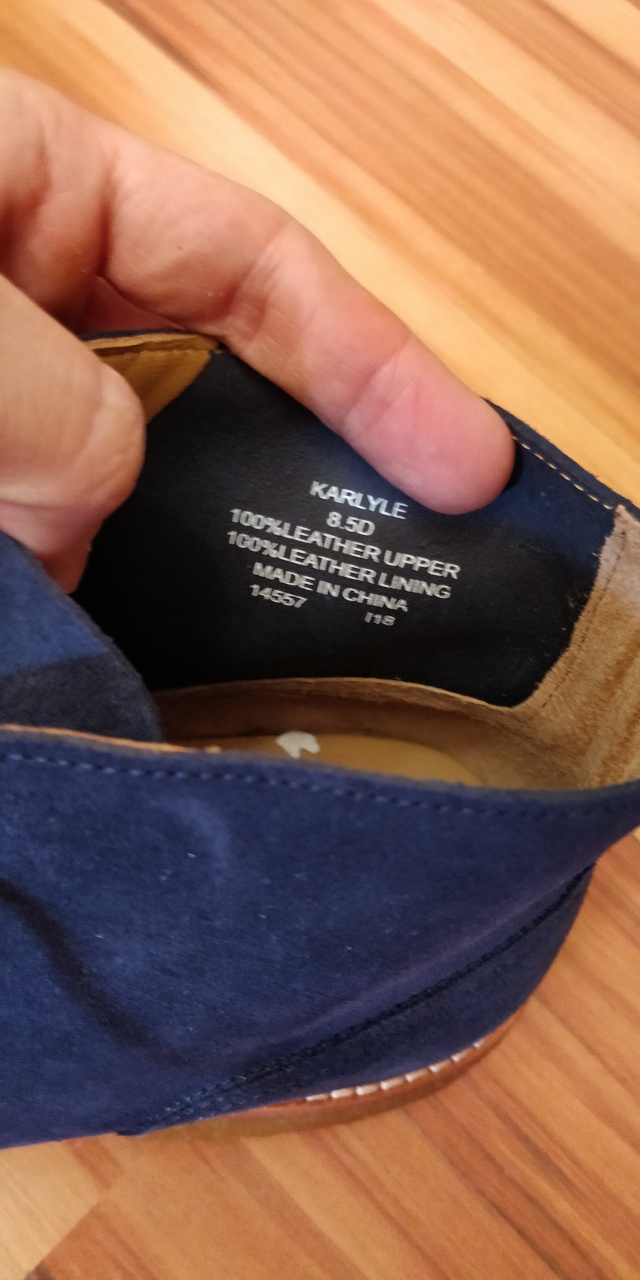 KARLYLE
8.5D
100%LEATHER UPPER
100%LEATHER LINING
MADE IN CHINA
14557 I18